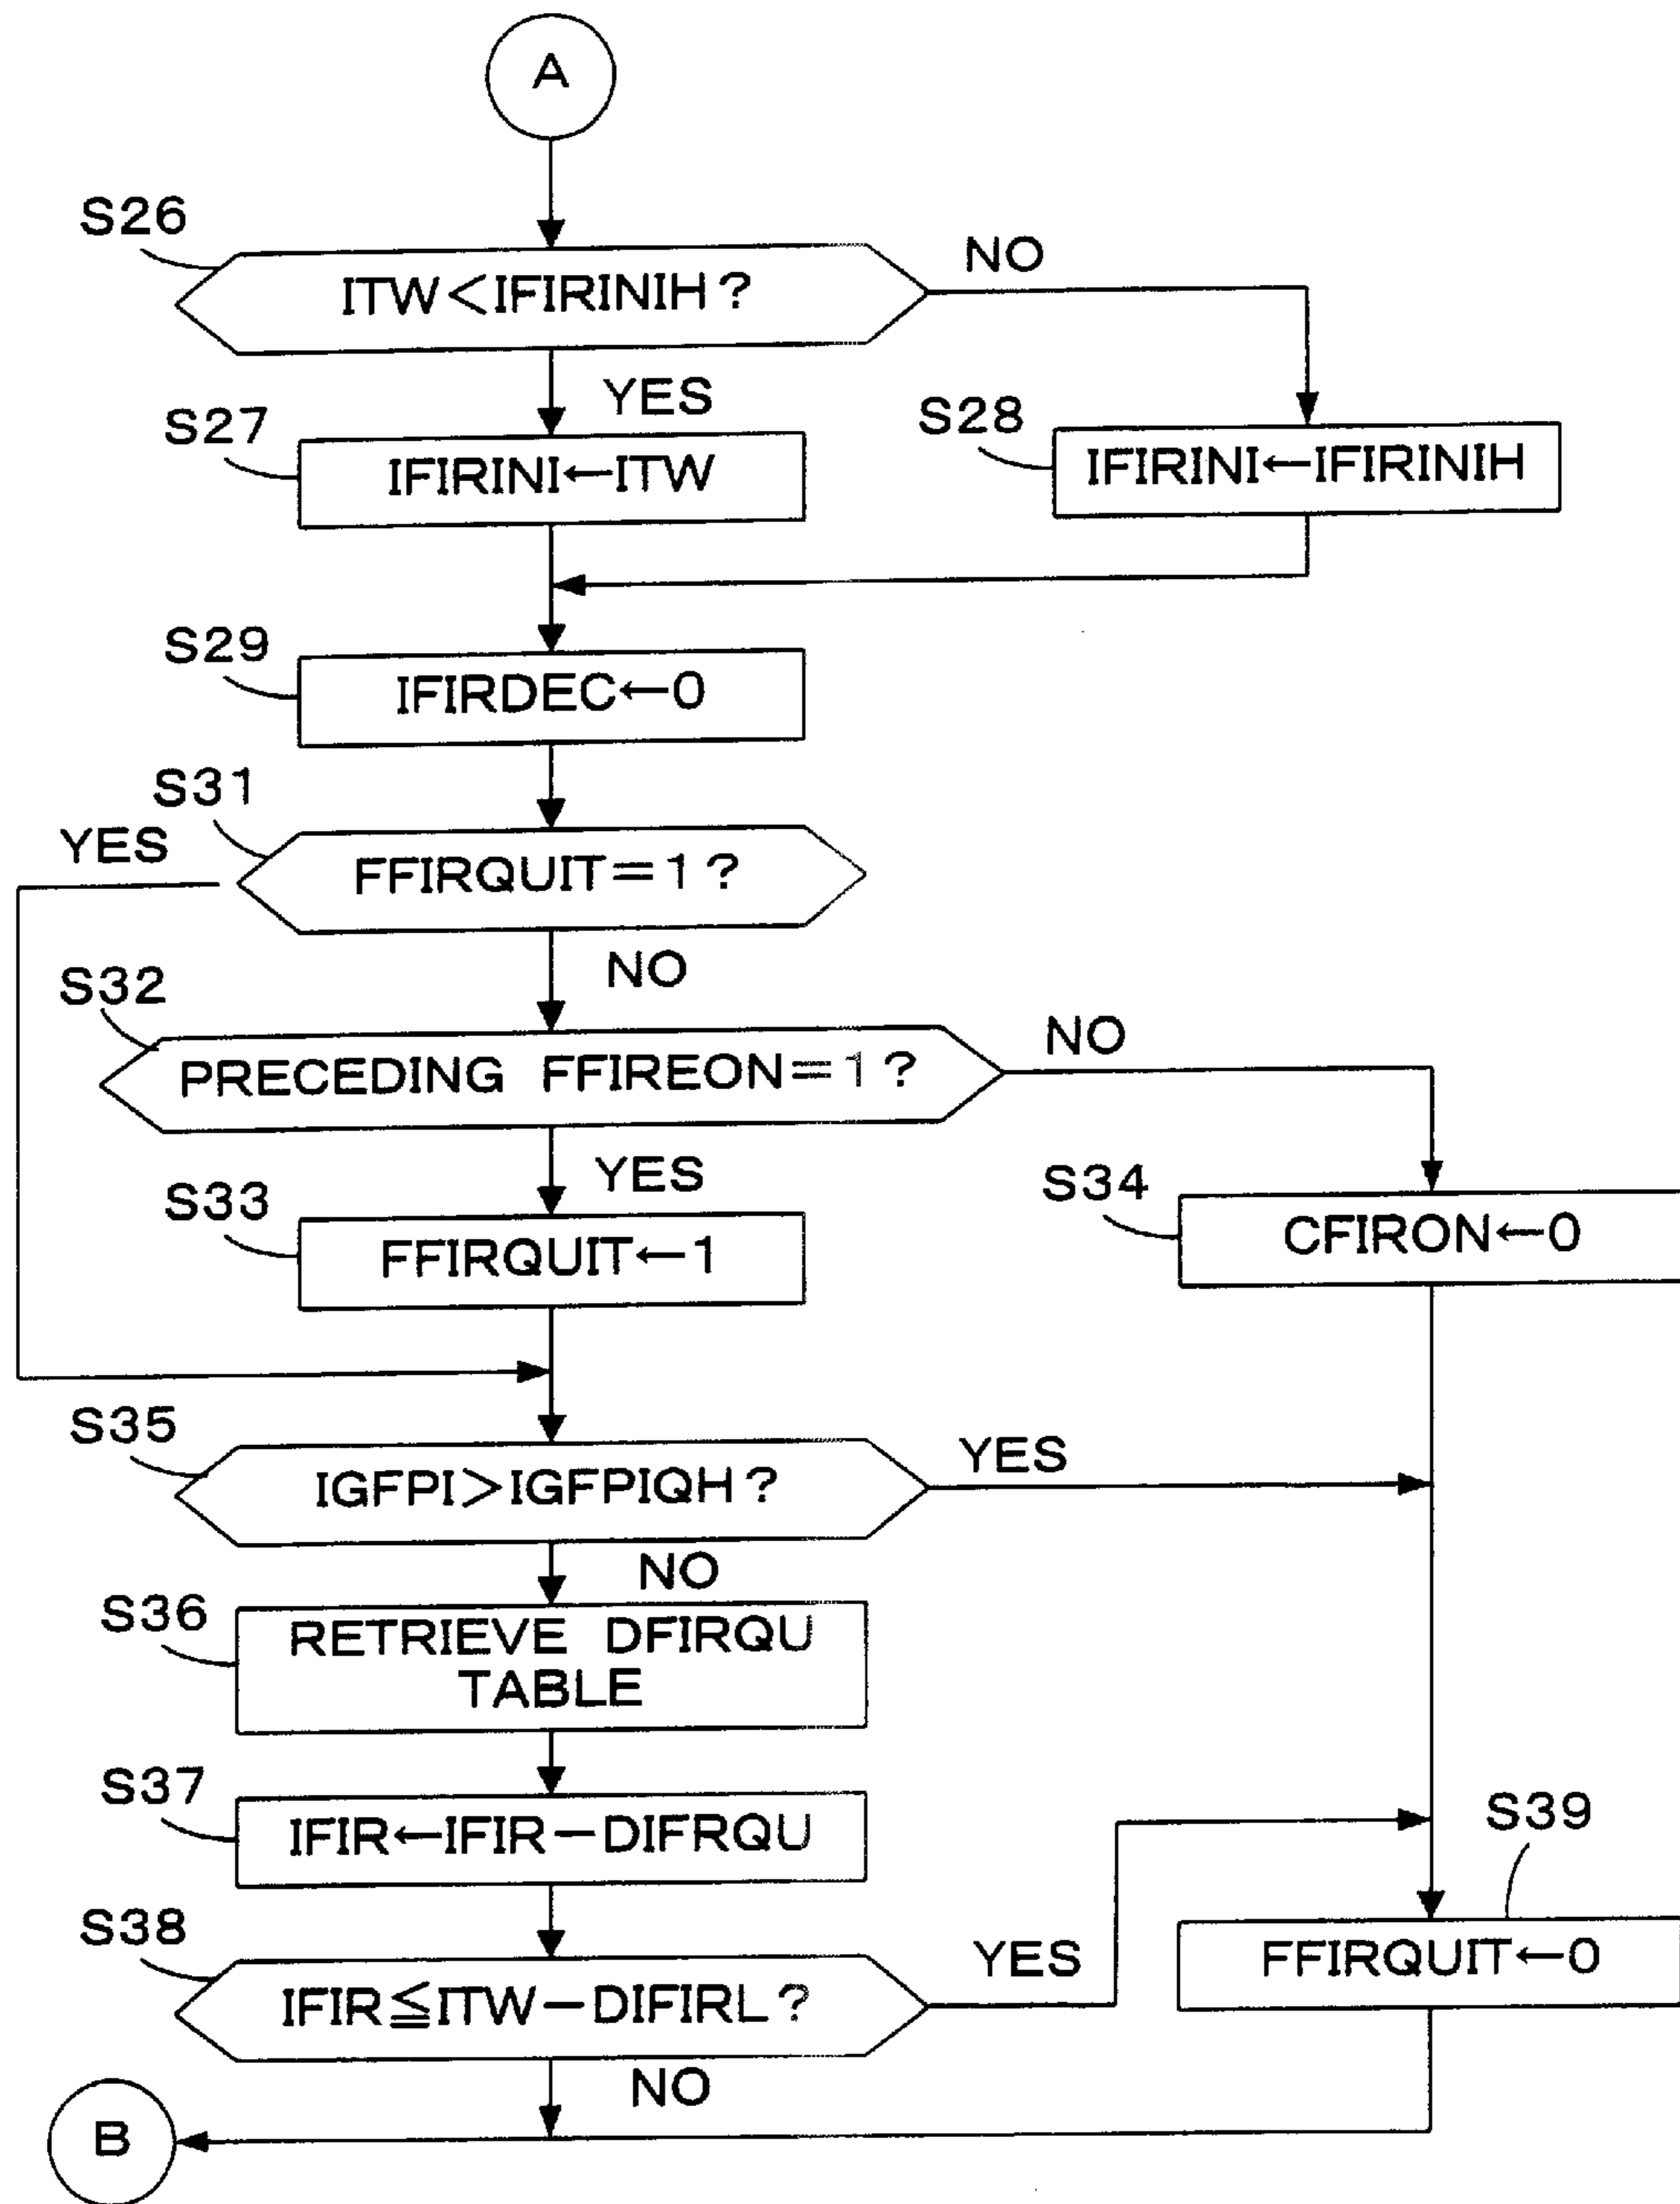 A
S26
ITW<IFIRINIH?
NO
YES
S27
IFIRINI←ITW
S28
IFIRINI←IFIRINIH
S29
IFIRDEC←0
S31
YES
FFIRQUIT=1?
NO
S32
PRECEDING FFIREON=1?
NO
YES
S33
FFIRQUIT←1
S34
CFIRON←0
S35
IGFPI>IGFPIQH?
YES
NO
S36
RETRIEVE DFIRQU
TABLE
S37
IFIR←IFIR-DIFRQU
S38
IFIR≦ITW-DIFIRL?
YES
NO
S39
FFIRQUIT←0
B